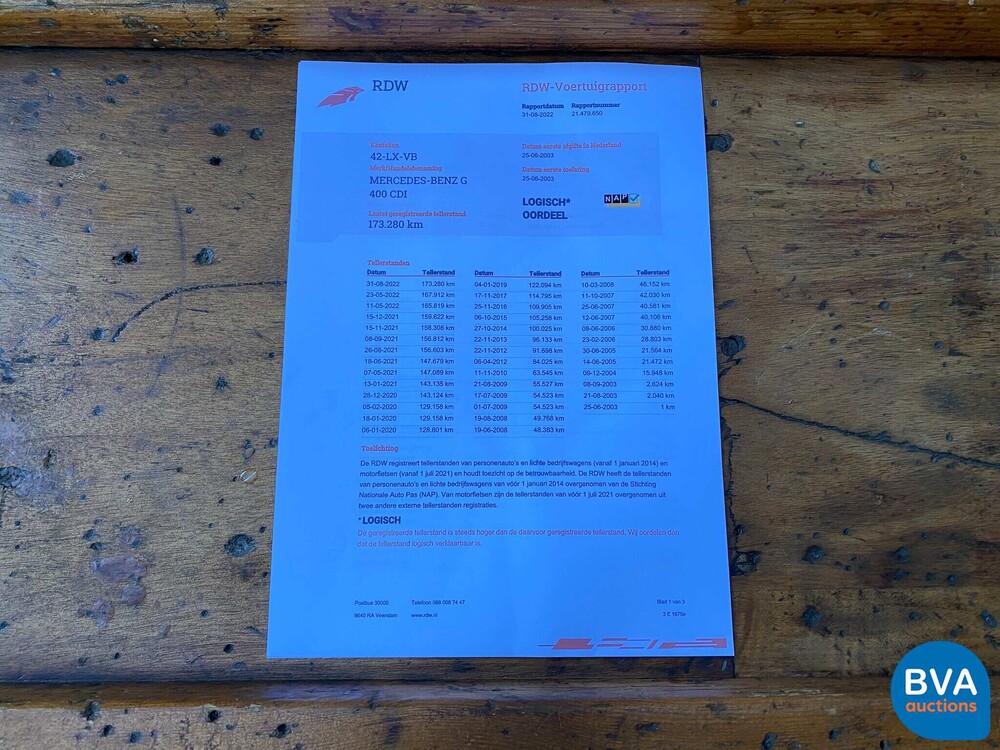 RDW
RDW-Voertuigrapport
Rapportdatum Rapportnummer
31-08-2022 21.479.650
Kenteken
42-LX-VB
Merk/Handelsbenaming
MERCEDES-BENZ G
400 CDI
Laatst geregistreerde tellerstand
173.280 km
Datum eerste afgifte in Nederland
25-06-2003
Datum eerste toelating
25-06-2003
LOGISCH*
OORDEEL
NAP
Tellerstanden
Datum Tellerstand Datum Tellerstand Datum Tellerstand
31-08-2022 173.280 km 04-01-2019 122.094 km 10-03-2008 46.152 km
23-05-2022 167.912 km 17-11-2017 114.795 km 11-10-2007 42.030 km
11-05-2022 165.819 km 25-11-2016 109.905 km 25-06-2007 40.581 km
15-12-2021 159.622 km 06-10-2015 105.258 km 12-06-2007 40.106 km
15-11-2021 158.308 km 27-10-2014 100.025 km 08-06-2006 30.880 km
08-09-2021 156.812 km 22-11-2013 96.133 km 23-02-2006 28.803 km
26-08-2021 156.603 km 22-11-2012 91.698 km 30-06-2005 21.564 km
18-06-2021 147.679 km 06-04-2012 84.025 km 14-06-2005 21.472 km
07-05-2021 147.089 km 11-11-2010 63.545 km 09-12-2004 15.948 km
13-01-2021 143.135 km 21-08-2009 55.527 km 08-09-2003 2.624 km
28-12-2020 143.124 km 17-07-2009 54.523 km 21-08-2003 2.040 km
05-02-2020 129.158 km 01-07-2009 54.523 km 25-06-2003 1 km
18-01-2020 129.158 km 19-08-2008 49.768 km
06-01-2020 128.601 km 19-06-2008 48.383 km
Toelichting
De RDW registreert tellerstanden van personenauto's en lichte bedrijfswagens (vanaf 1 januari 2014) en
motorfietsen (vanaf 1 juli 2021) en houdt toezicht op de betrouwbaarheid. De RDW heeft de tellerstanden
van personenauto's en lichte bedrijfswagens van vóór 1 januari 2014 overgenomen van de Stichting
Nationale Auto Pas (NAP). Van motorfietsen zijn de tellerstanden van vóór 1 juli 2021 overgenomen uit
twee andere externe tellerstanden registraties.
*LOGISCH
De geregistreerde tellerstand is steeds hoger dan de daarvoor geregistreerde tellerstand. Wij oordelen dan
dat de tellerstand logisch verklaarbaar is.
Postbus 30000 Telefoon 088 008 74 47 Blad 1 van 3
9640 RA Veendam www.rdw.nl 3 E 1675e
BVA
auctions